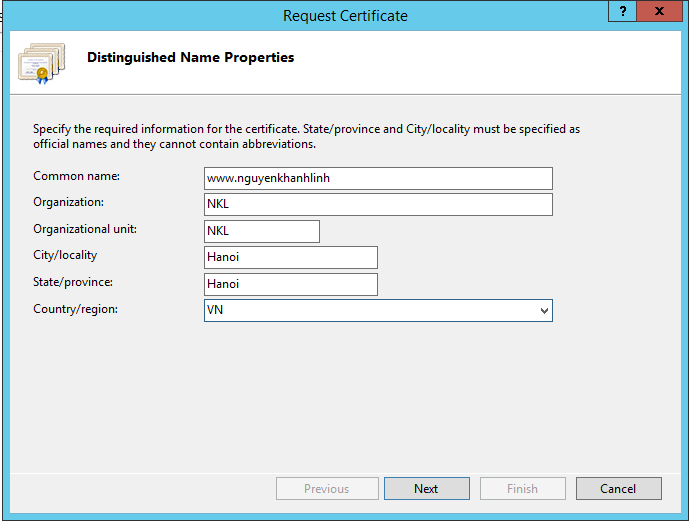 Request Certificate
? x
Distinguished Name Properties
Specify the required information for the certificate. State/province and City/locality must be specified as
official names and they cannot contain abbreviations.
Common name: www.nguyenkhanhlinh
Organization: NKL
Organizational unit: NKL
City/locality Hanoi
State/province: Hanoi
Country/region: VN
Previous Next Finish Cancel